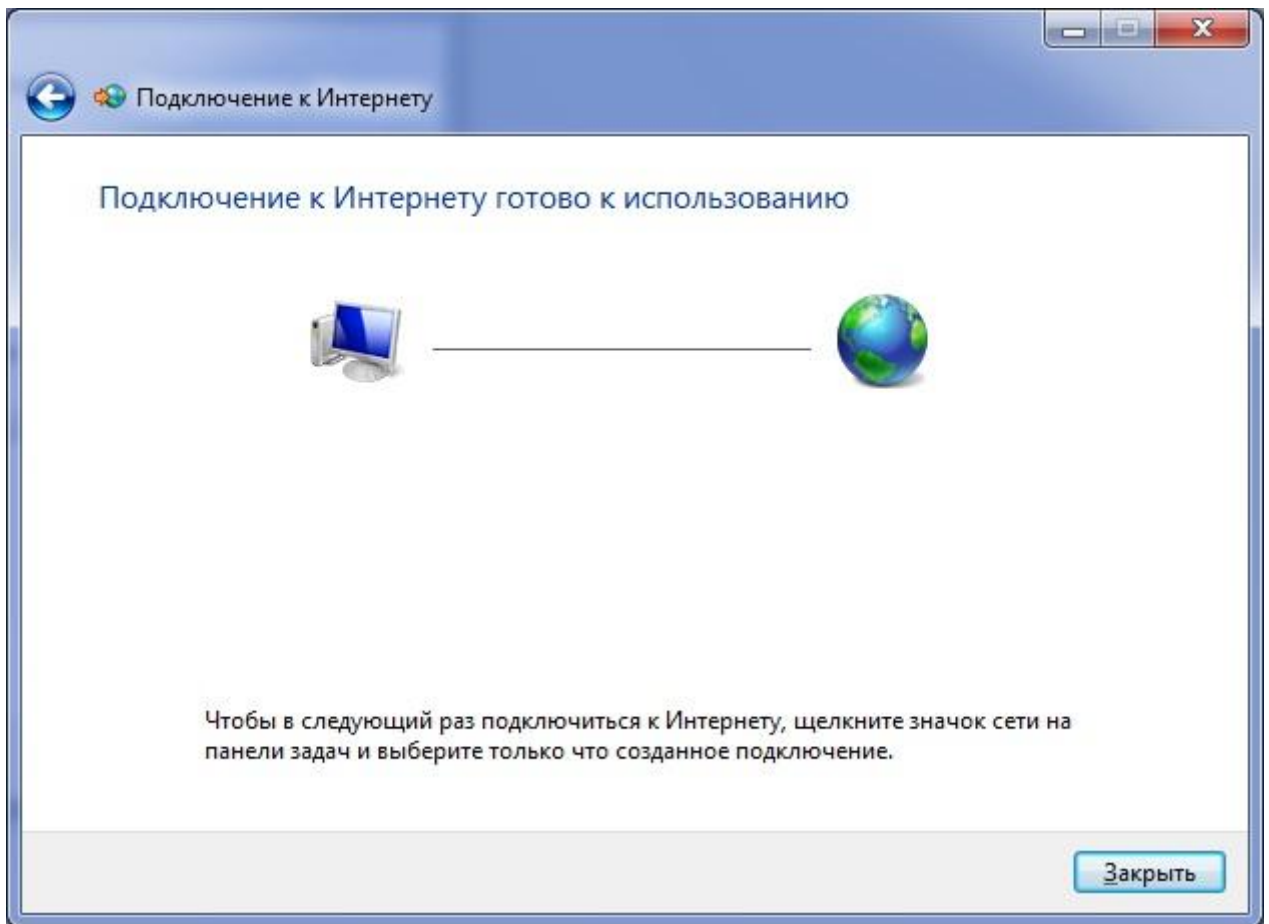 Подключение к Интернету
Подключение к Интернету готово к использованию
Чтобы в следующий раз подключиться к Интернету, щелкните значок сети на
панели задач и выберите только что созданное подключение.
Закрыть